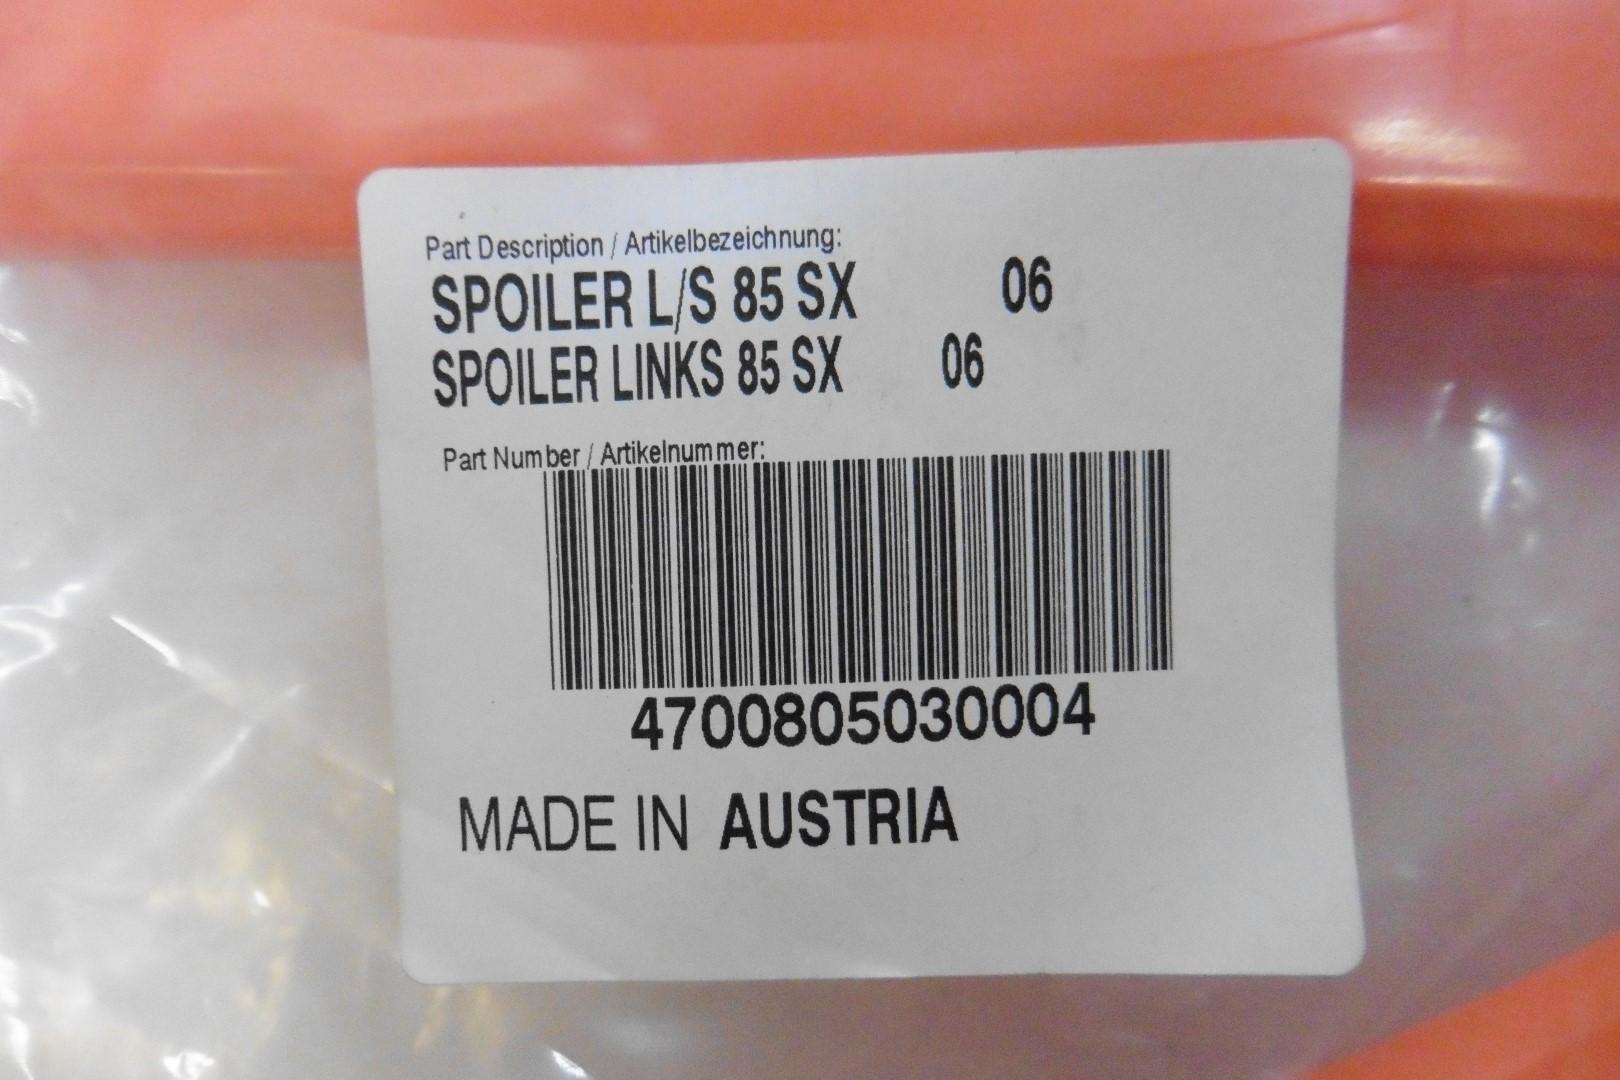 Part Description / Artikelbezeichnung:
SPOILER L/S 85 SX 06
SPOILER LINKS 85 SX 06
Part Number / Artikelnummer:
4700805030004
MADE IN AUSTRIA